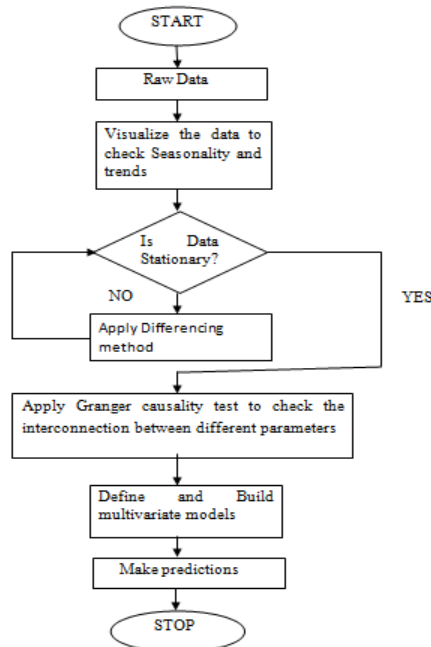 START
Raw Data
Visualize the data to
check Seasonality and
trends
Is Data
Stationary?
NO
YES
Apply Differencing
method
Apply Granger causality test to check the
interconnection between different parameters
Define and Build
multivariate models
Make predictions
STOP